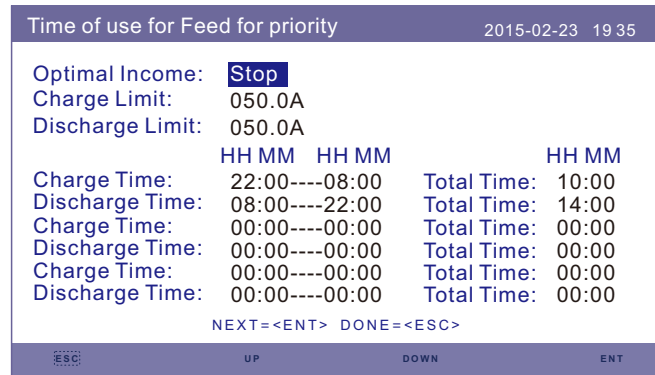 Time of use for Feed for priority 2015-02-23 19 35
Optimal Income: Stop
Charge Limit: 050.0A
Discharge Limit: 050.0A
HH MM HH MM HH MM
Charge Time: 22:00----08:00 Total Time: 10:00
Discharge Time: 08:00----22:00 Total Time: 14:00
Charge Time: 00:00----00:00 Total Time: 00:00
Discharge Time: 00:00----00:00 Total Time: 00:00
Charge Time: 00:00----00:00 Total Time: 00:00
Discharge Time: 00:00----00:00 Total Time: 00:00
NEXT=<ENT> DONE=<ESC>
ESC UP DOWN ENT